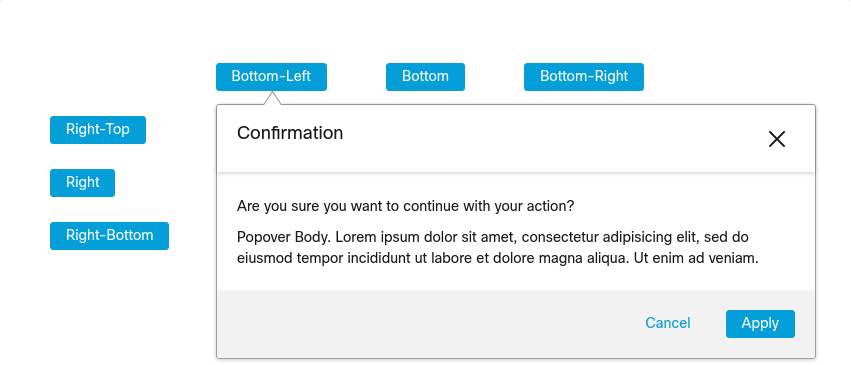 Bottom-Left
Bottom
Bottom-Right
Right-Top
Right
Right-Bottom
Confirmation
Are you sure you want to continue with your action?
Popover Body. Lorem ipsum dolor sit amet, consectetur adipisicing elit, sed do
eiusmod tempor incididunt ut labore et dolore magna aliqua. Ut enim ad veniam.
Cancel
Apply